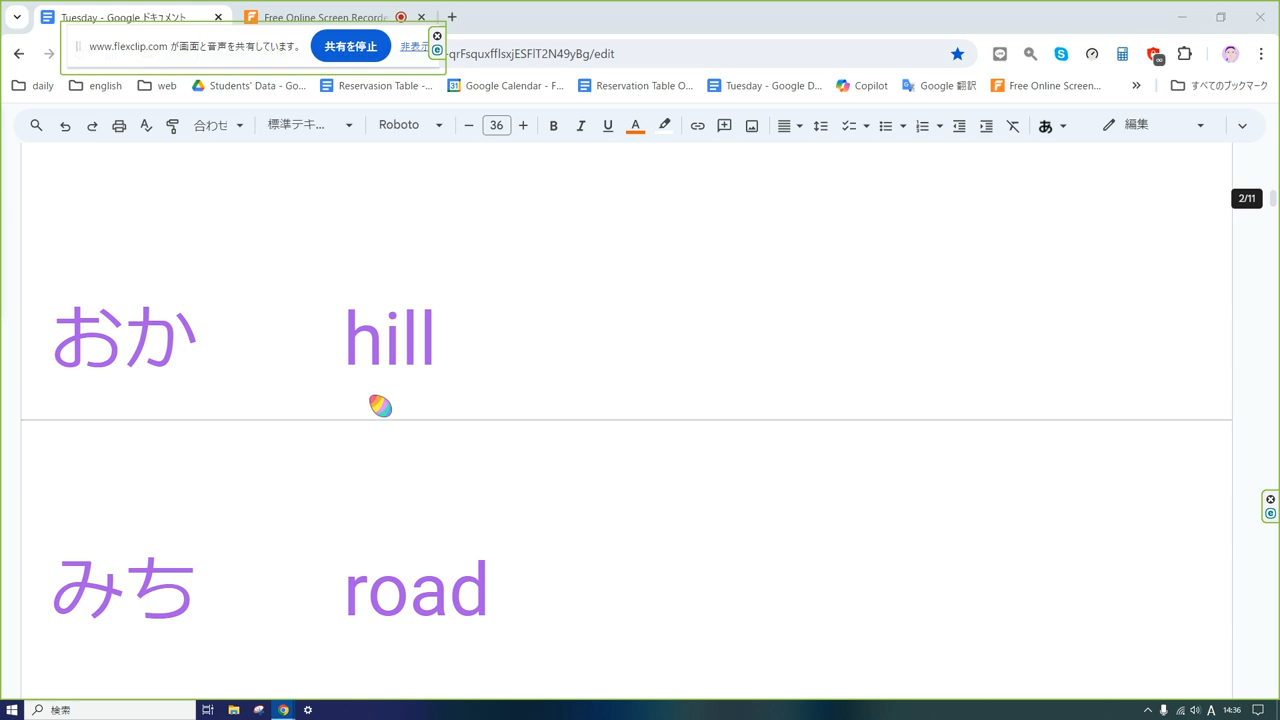 Tuesday - Google ドキュメント
Free Online Screen Recorde
www.flexclip.com が画面と音声を共有しています。
共有を停止
非表示
-qrFsquxfflsxjESFlT2N49yBg/edit
daily
english
web
Students' Data - Go...
Reservasion Table -...
Google Calendar - F...
Reservation Table O...
Tuesday - Google D...
Copilot
Google 翻訳
Free Online Screen...
すべてのブックマーク
標準テキ...
Roboto
36
編集
2/11
おか hill
みち road
検索
A
14:36